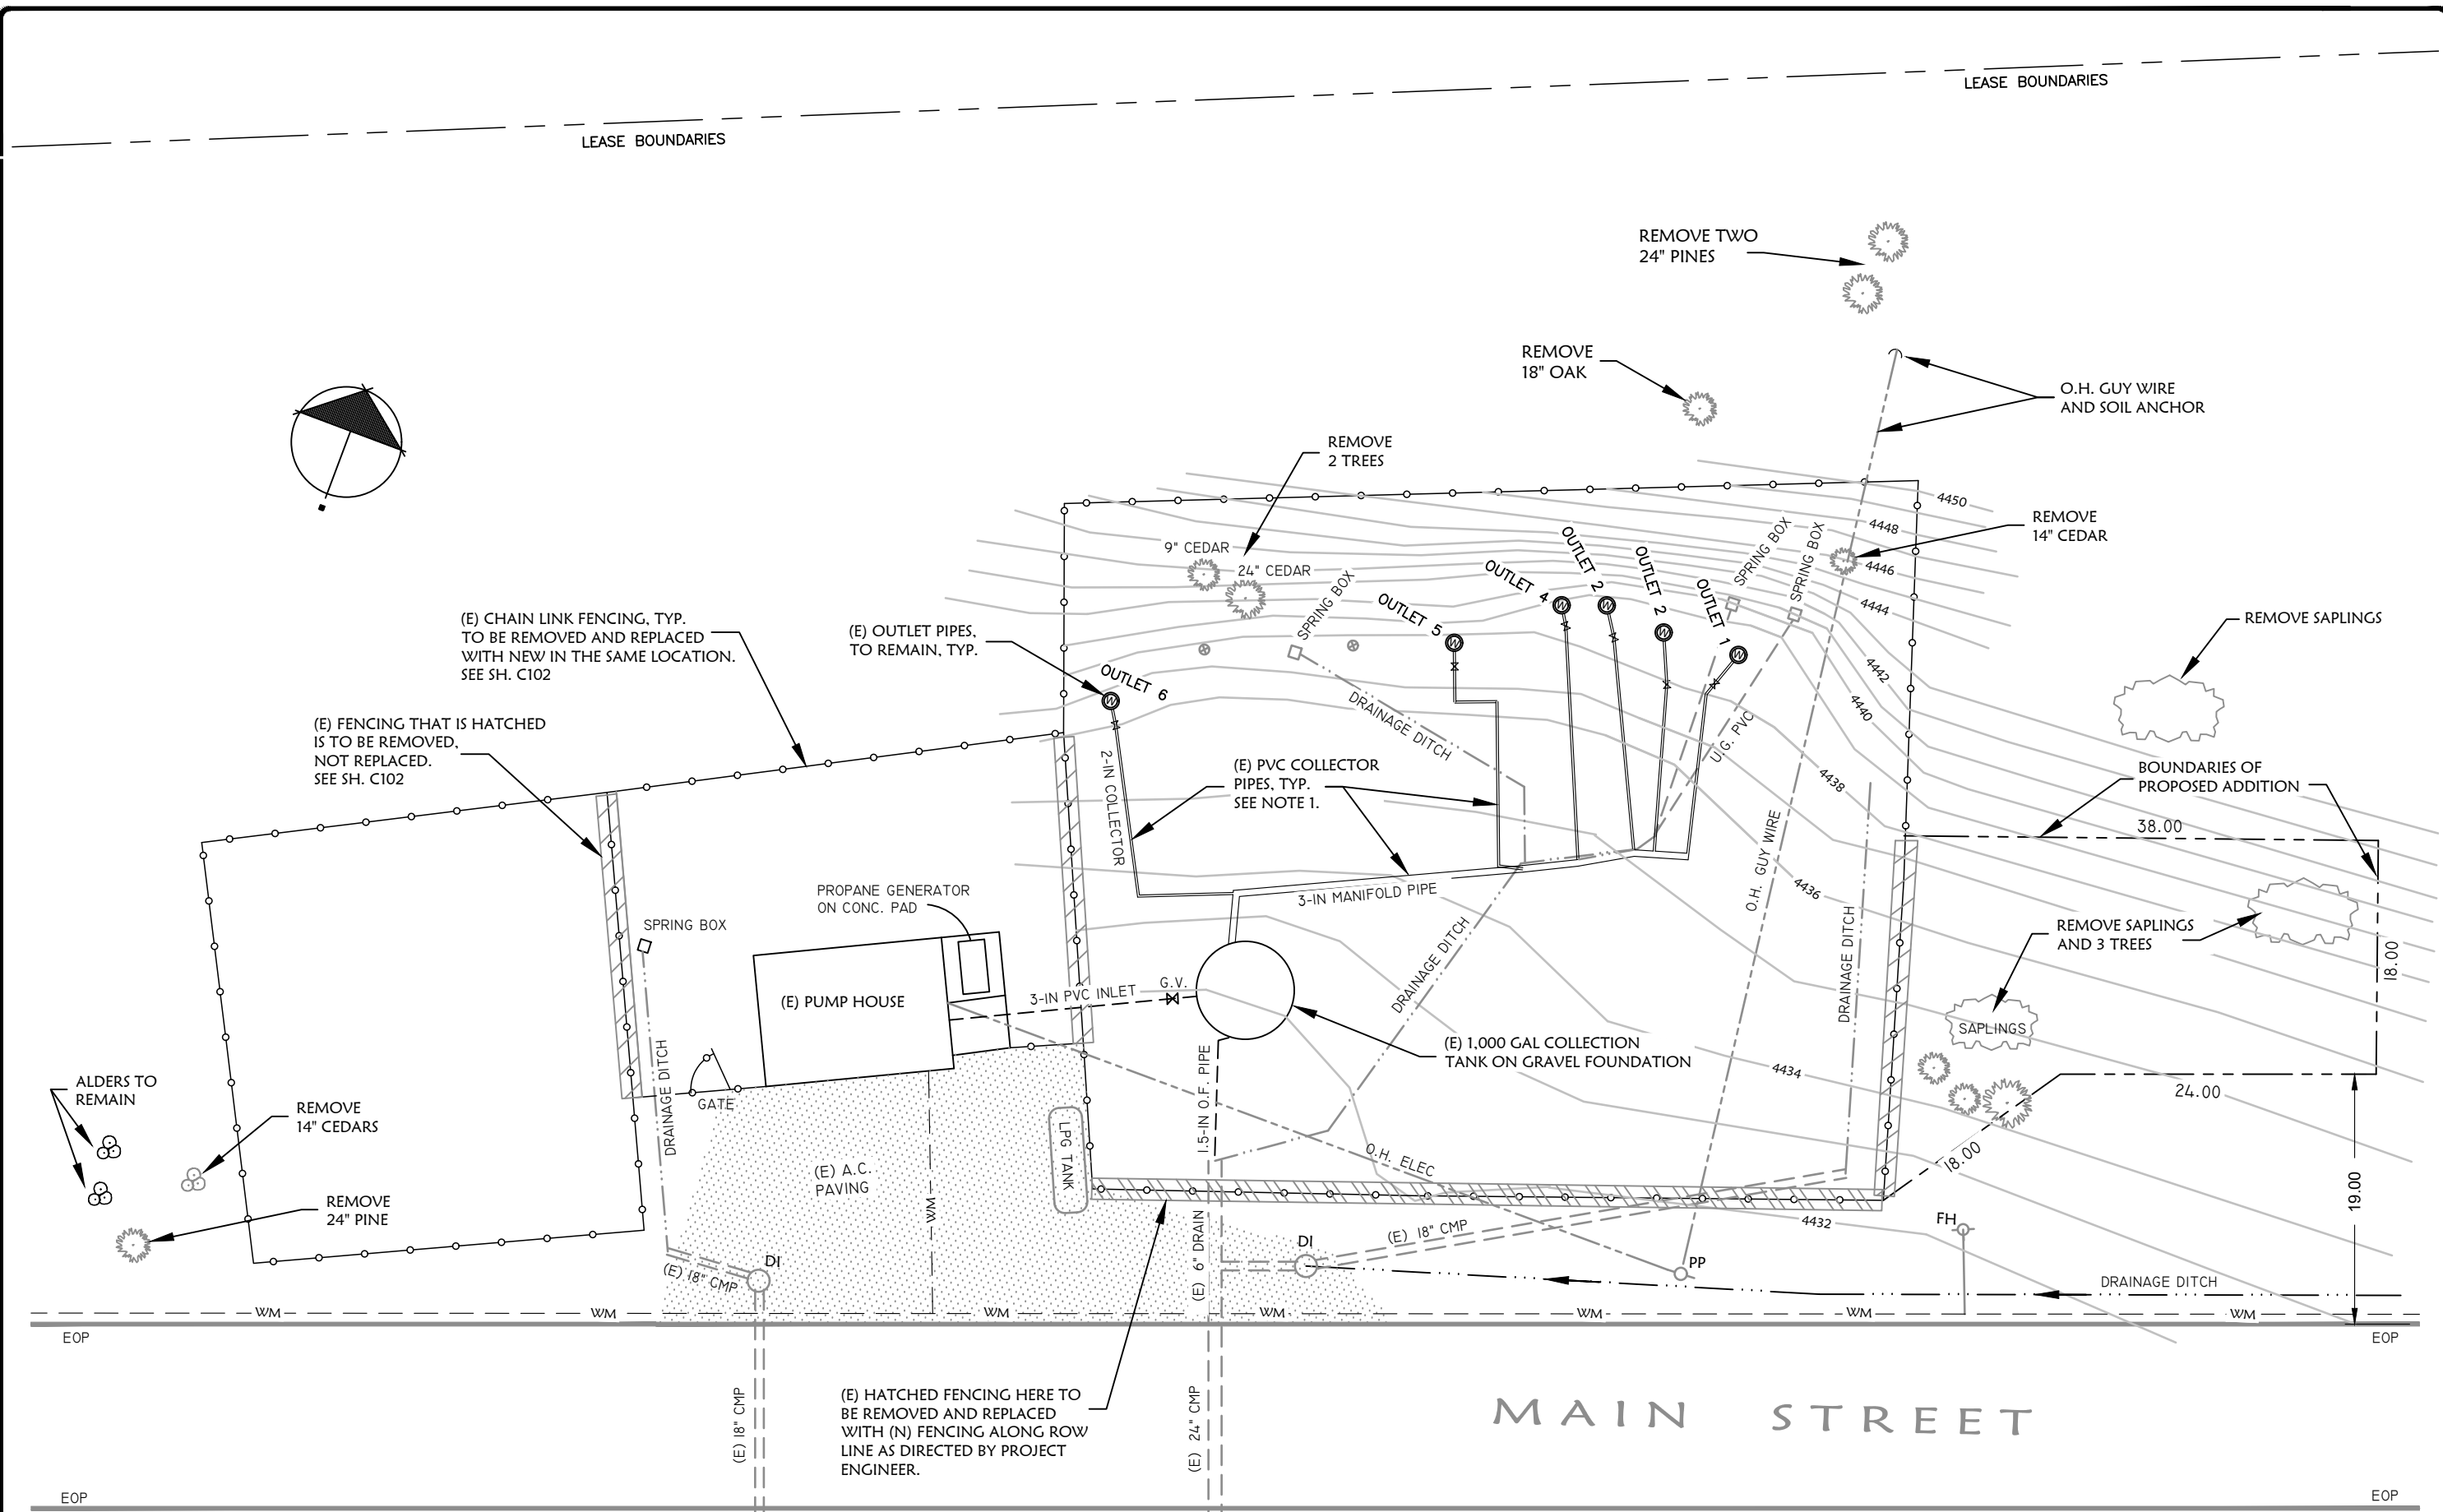 LEASE BOUNDARIES
LEASE BOUNDARIES
REMOVE TWO
24" PINES
REMOVE
18" OAK
O.H. GUY WIRE
AND SOIL ANCHOR
REMOVE
2 TREES
4450
4448
REMOVE
14" CEDAR
4446
4444
4442
4440
4438
4436
4434
4432
9" CEDAR
24" CEDAR
SPRING BOX
SPRING BOX
SPRING BOX
OUTLET 4
OUTLET 2
OUTLET 2
OUTLET 1
OUTLET 5
OUTLET 6
W
W
W
W
W
W
(E) CHAIN LINK FENCING, TYP.
TO BE REMOVED AND REPLACED
WITH NEW IN THE SAME LOCATION.
SEE SH. C102
(E) OUTLET PIPES,
TO REMAIN, TYP.
REMOVE SAPLINGS
(E) FENCING THAT IS HATCHED
IS TO BE REMOVED,
NOT REPLACED.
SEE SH. C102
DRAINAGE DITCH
U.G. PVC
2-IN COLLECTOR
(E) PVC COLLECTOR
PIPES, TYP.
SEE NOTE 1.
BOUNDARIES OF
PROPOSED ADDITION
38.00
18.00
O.H. GUY WIRE
3-IN MANIFOLD PIPE
PROPANE GENERATOR
ON CONC. PAD
SPRING BOX
DRAINAGE DITCH
DRAINAGE DITCH
REMOVE SAPLINGS
AND 3 TREES
(E) PUMP HOUSE
3-IN PVC INLET
G.V.
SAPLINGS
(E) 1,000 GAL COLLECTION
TANK ON GRAVEL FOUNDATION
ALDERS TO
REMAIN
REMOVE
14" CEDARS
GATE
DRAINAGE DITCH
1.5-IN O.F. PIPE
24.00
18.00
19.00
LPG TANK
O.H. ELEC
(E) A.C.
PAVING
WM
REMOVE
24" PINE
(E) 18" CMP
DI
(E) 6" DRAIN
DI
(E) 18" CMP
PP
FH
DRAINAGE DITCH
WM
WM
WM
WM
WM
WM
WM
EOP
EOP
(E) 18" CMP
(E) HATCHED FENCING HERE TO
BE REMOVED AND REPLACED
WITH (N) FENCING ALONG ROW
LINE AS DIRECTED BY PROJECT
ENGINEER.
(E) 24" CMP
MAIN STREET
EOP
EOP